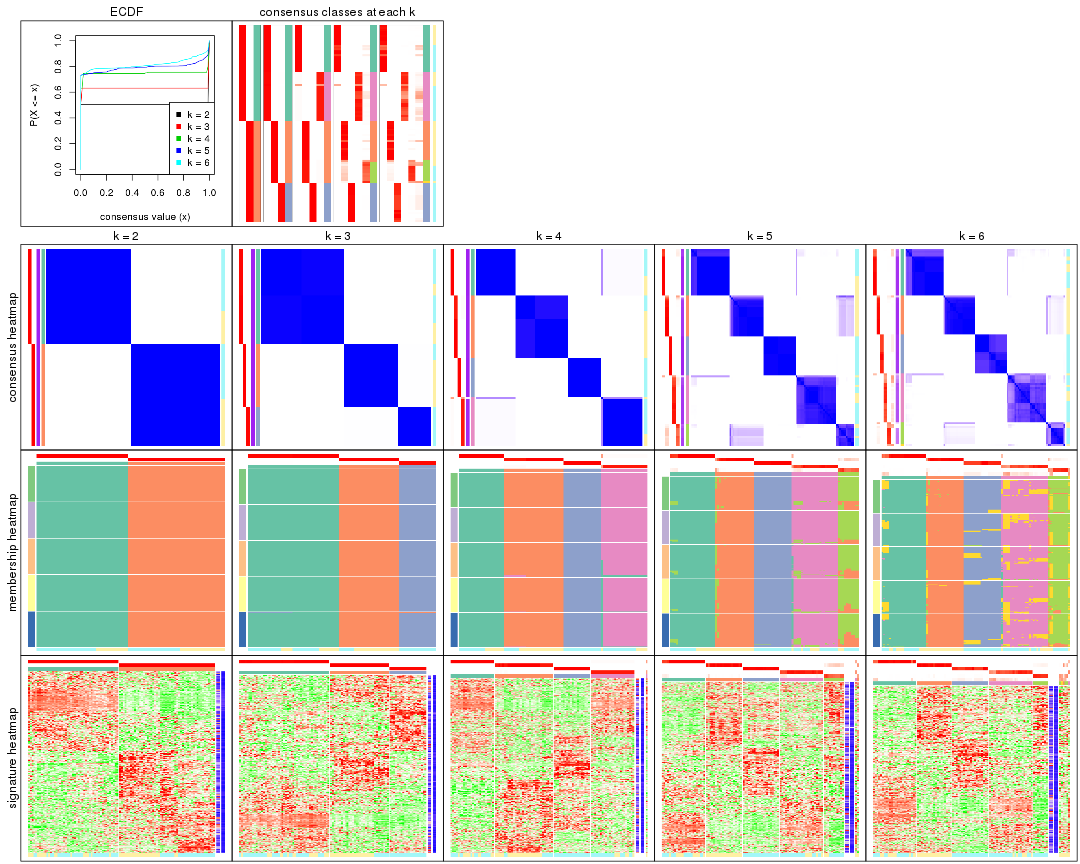 ECDF
consensus classes at each k
P(X <= x)
1.0
0.8
0.6
0.4
0.2
0.0
k = 2
k = 3
k = 4
k = 5
k = 6
0.0 0.2 0.4 0.6 0.8 1.0
consensus value (x)
k = 2
k = 3
k = 4
k = 5
k = 6
consensus heatmap
membership heatmap
signature heatmap